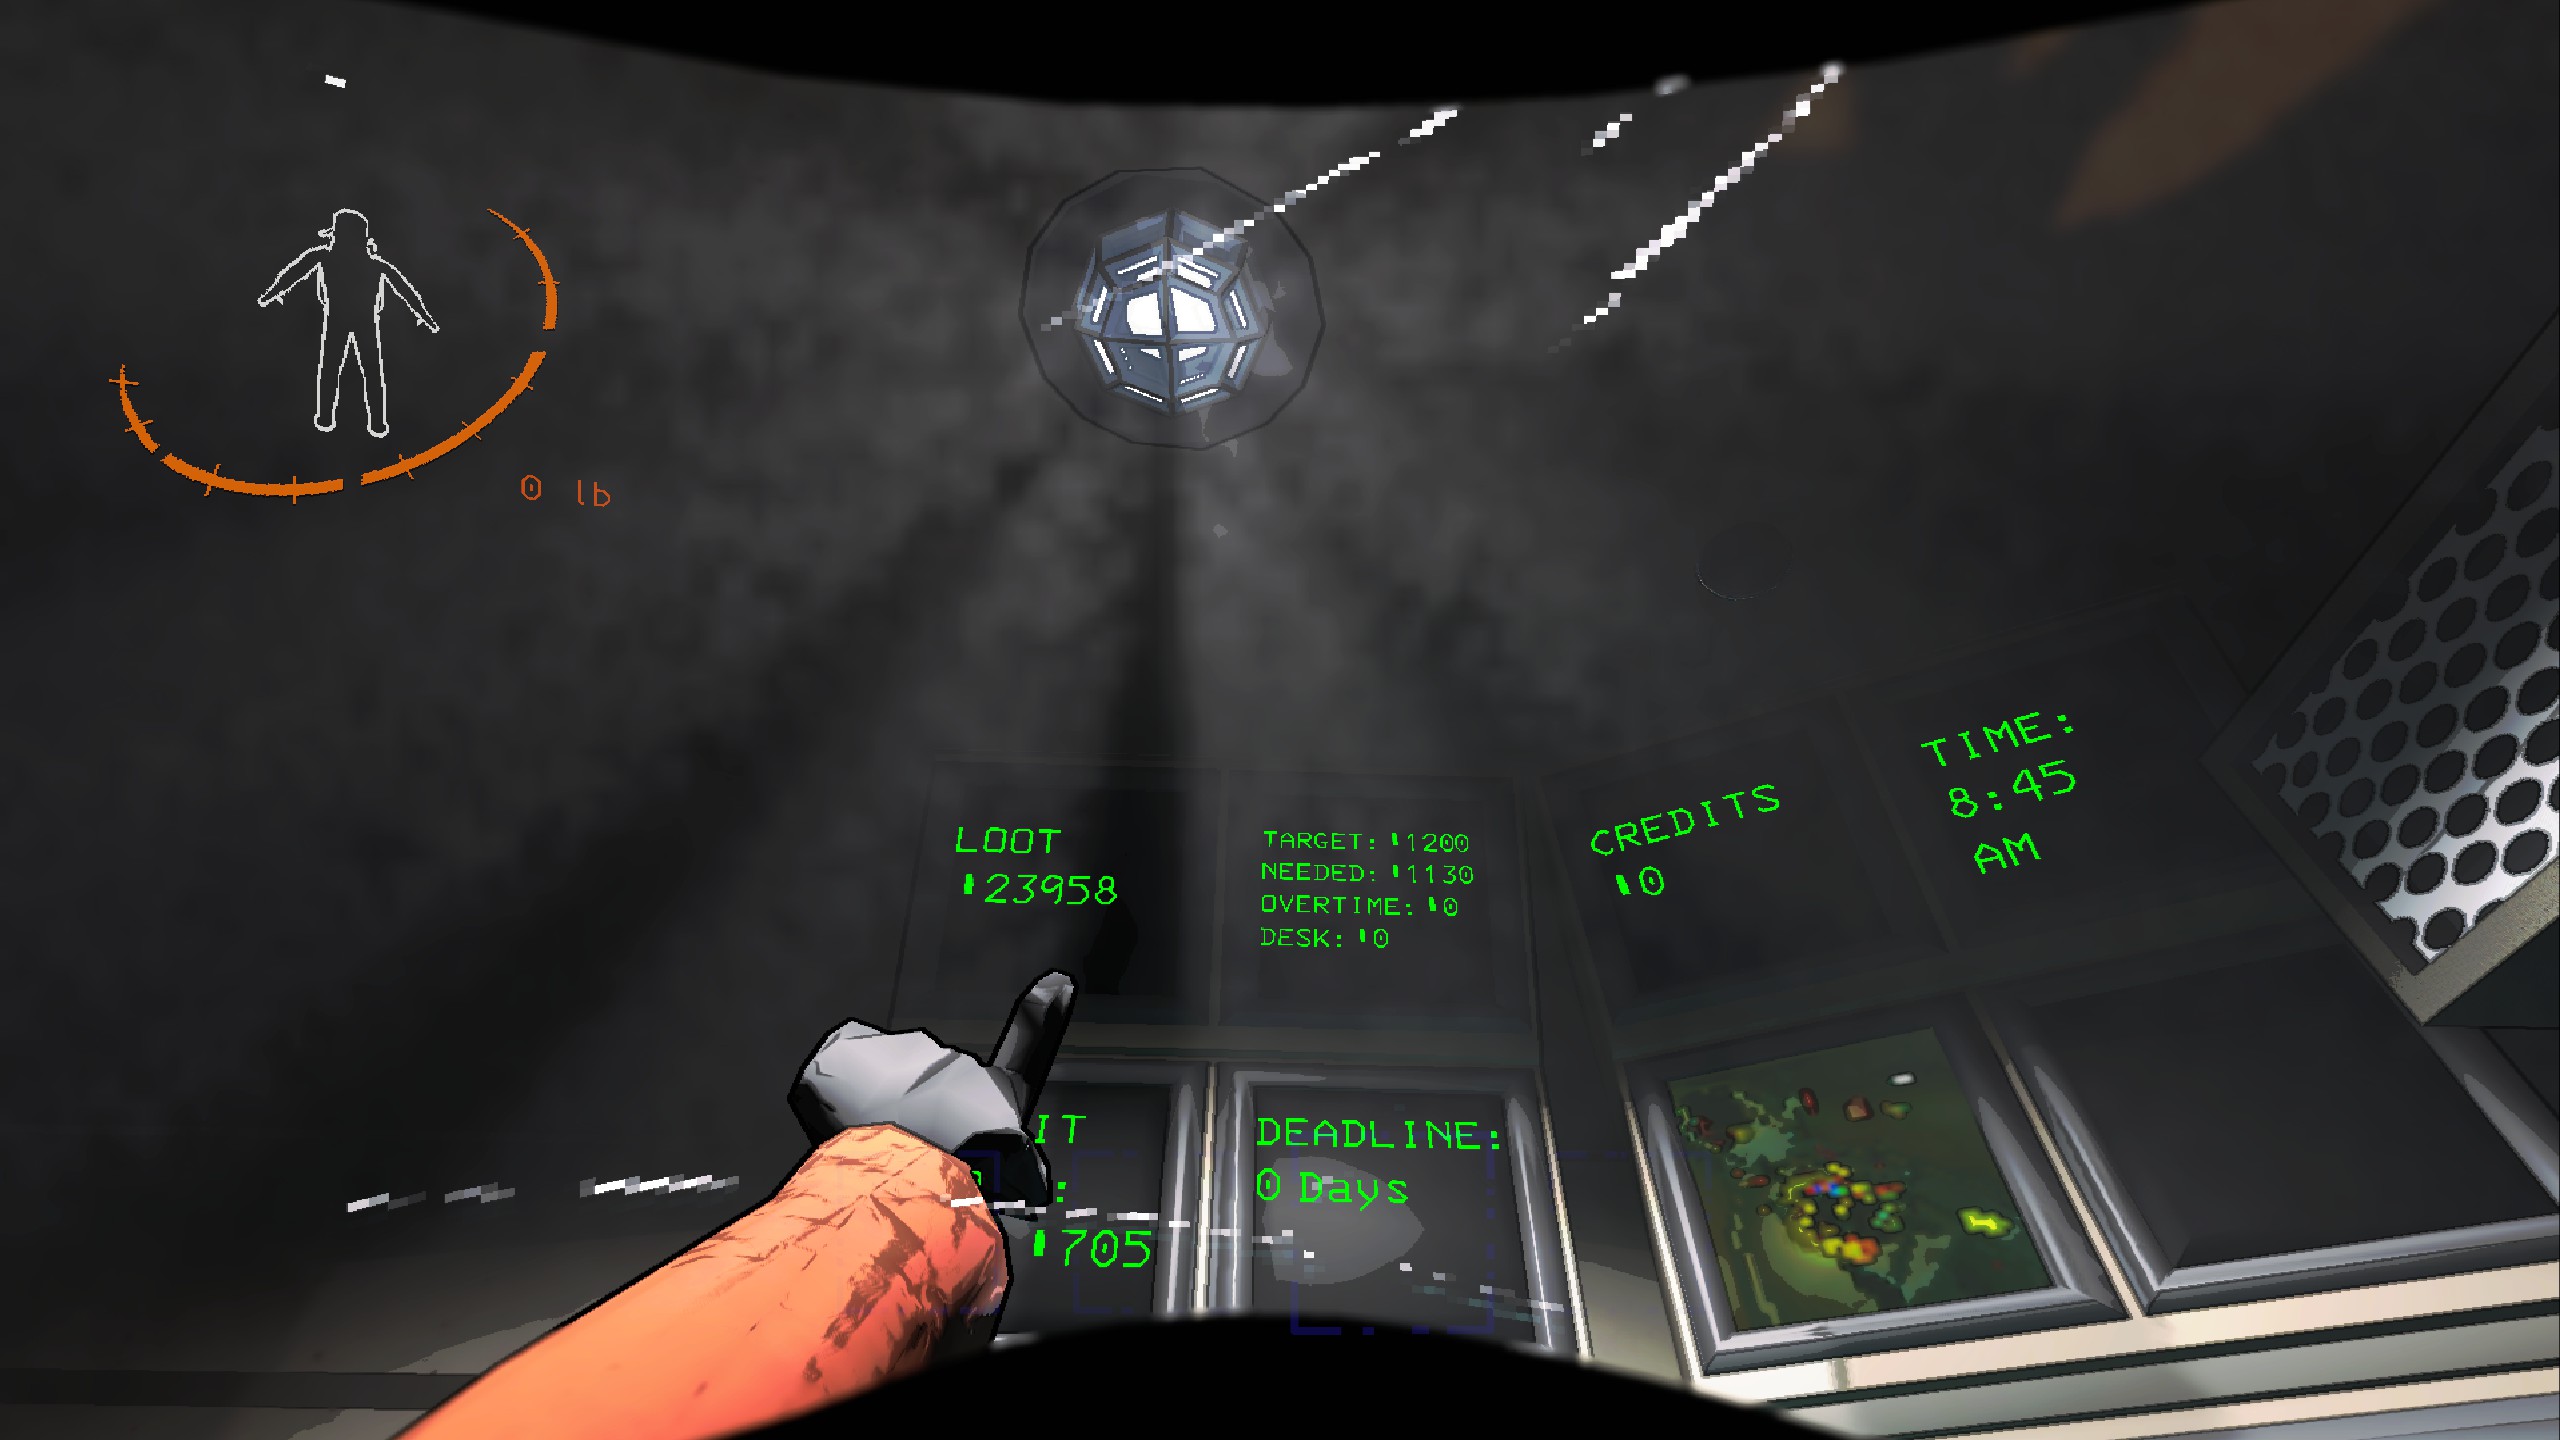 0 lb
LOOT
▮23958
TARGET: ▮1200
NEEDED: ▮1130
OVERTIME: ▮0
DESK: ▮0
CREDITS
▮0
TIME:
8:45
AM
IT
:
▮705
DEADLINE:
0 Days